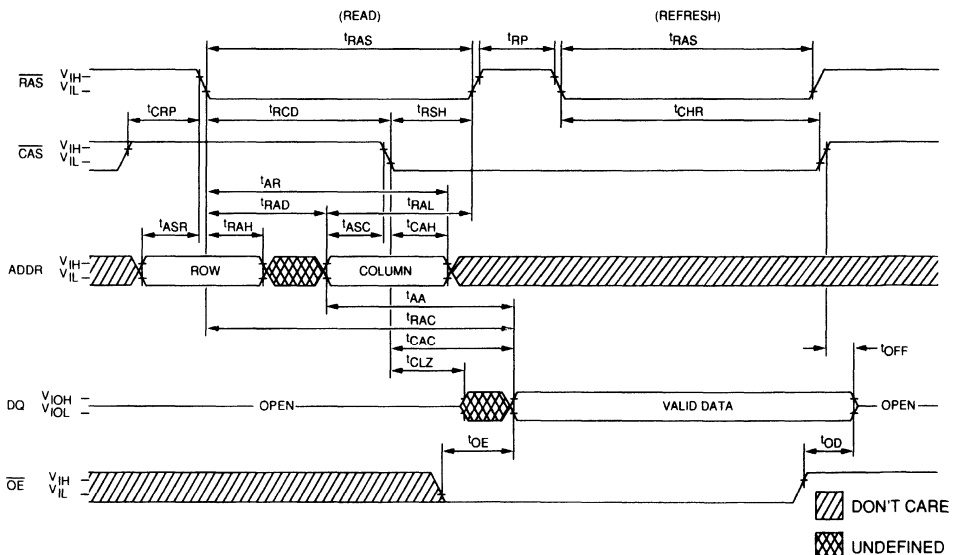 (READ) (REFRESH)
tRAS tRP tRAS
RAS VIH VIL
tCRP tRCD tRSH tCHR
CAS VIH VIL
tAR
tRAD tRAL
tASR tRAH tASC tCAH
ADDR VIH VIL ROW COLUMN
tAA
tRAC
tCAC
tCLZ tOFF
DQ VIOH VIOL OPEN VALID DATA OPEN
tOE tOD
OE VIH VIL
DON'T CARE
UNDEFINED